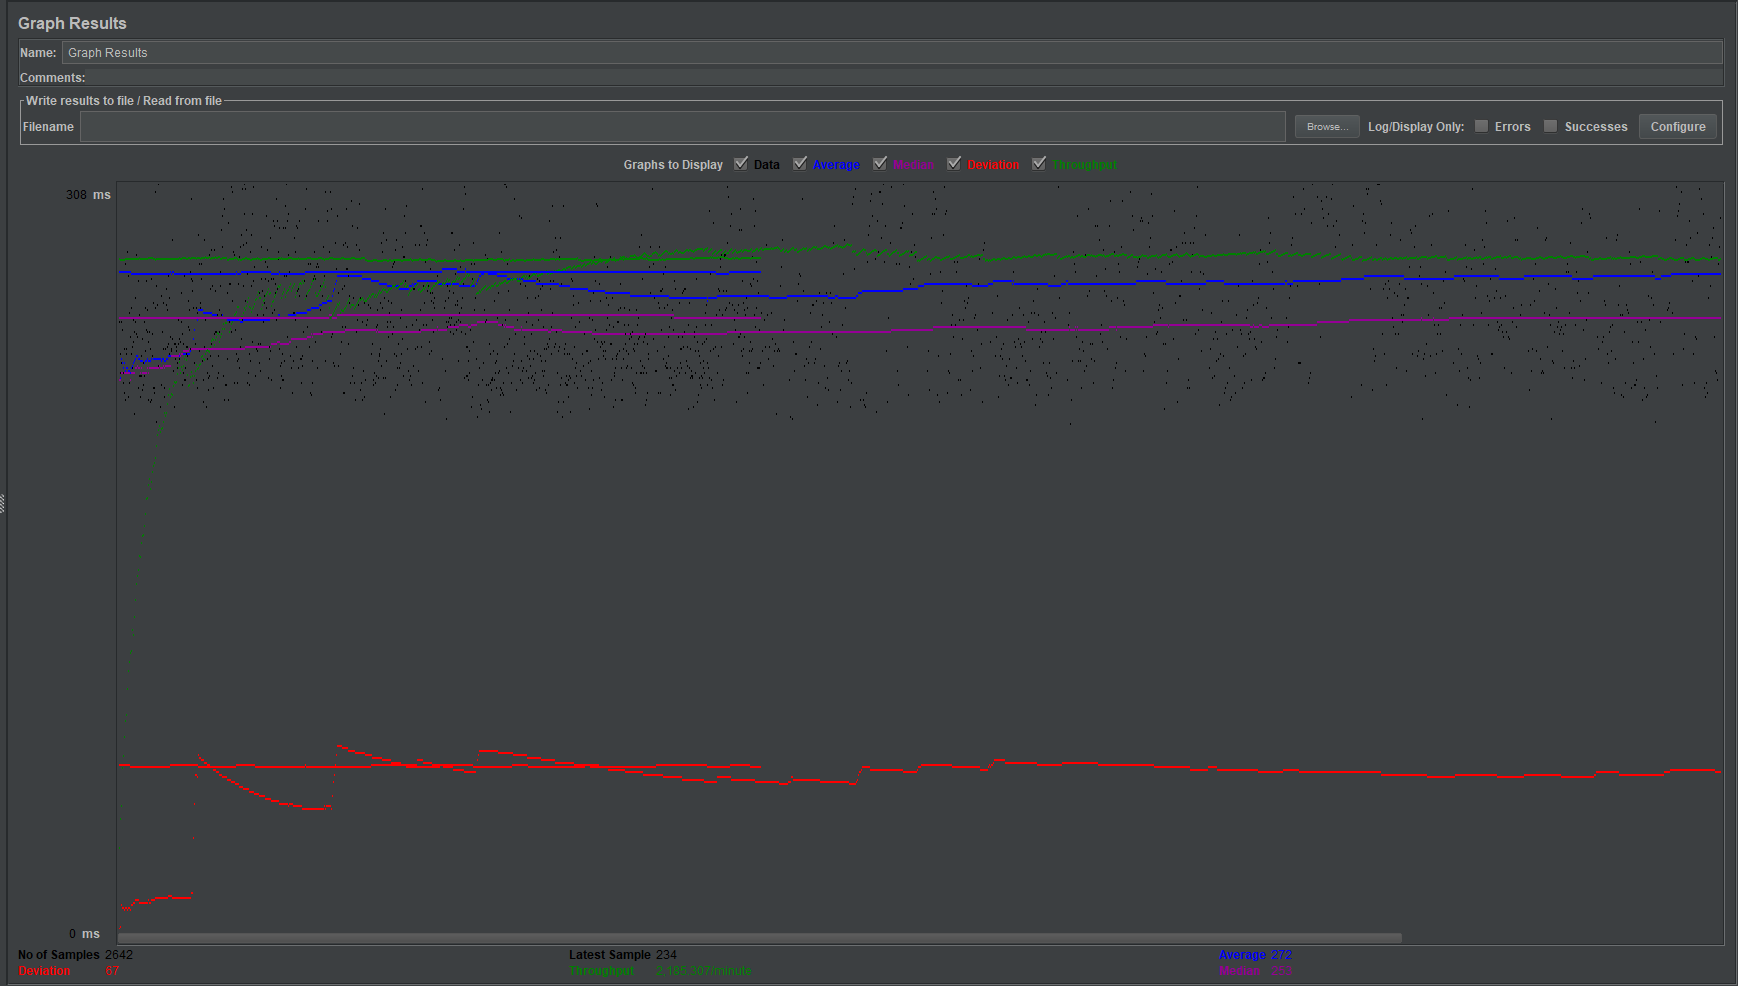 Graph Results
Name: Graph Results
Comments:
Write results to file / Read from file
Filename Browse... Log/Display Only: Errors Successes Configure
Graphs to Display Data Average Median Deviation Throughput
308 ms
0 ms
No of Samples 2642 Latest Sample 234 Average 272
Deviation 67 Throughput 2,185.307/minute Median